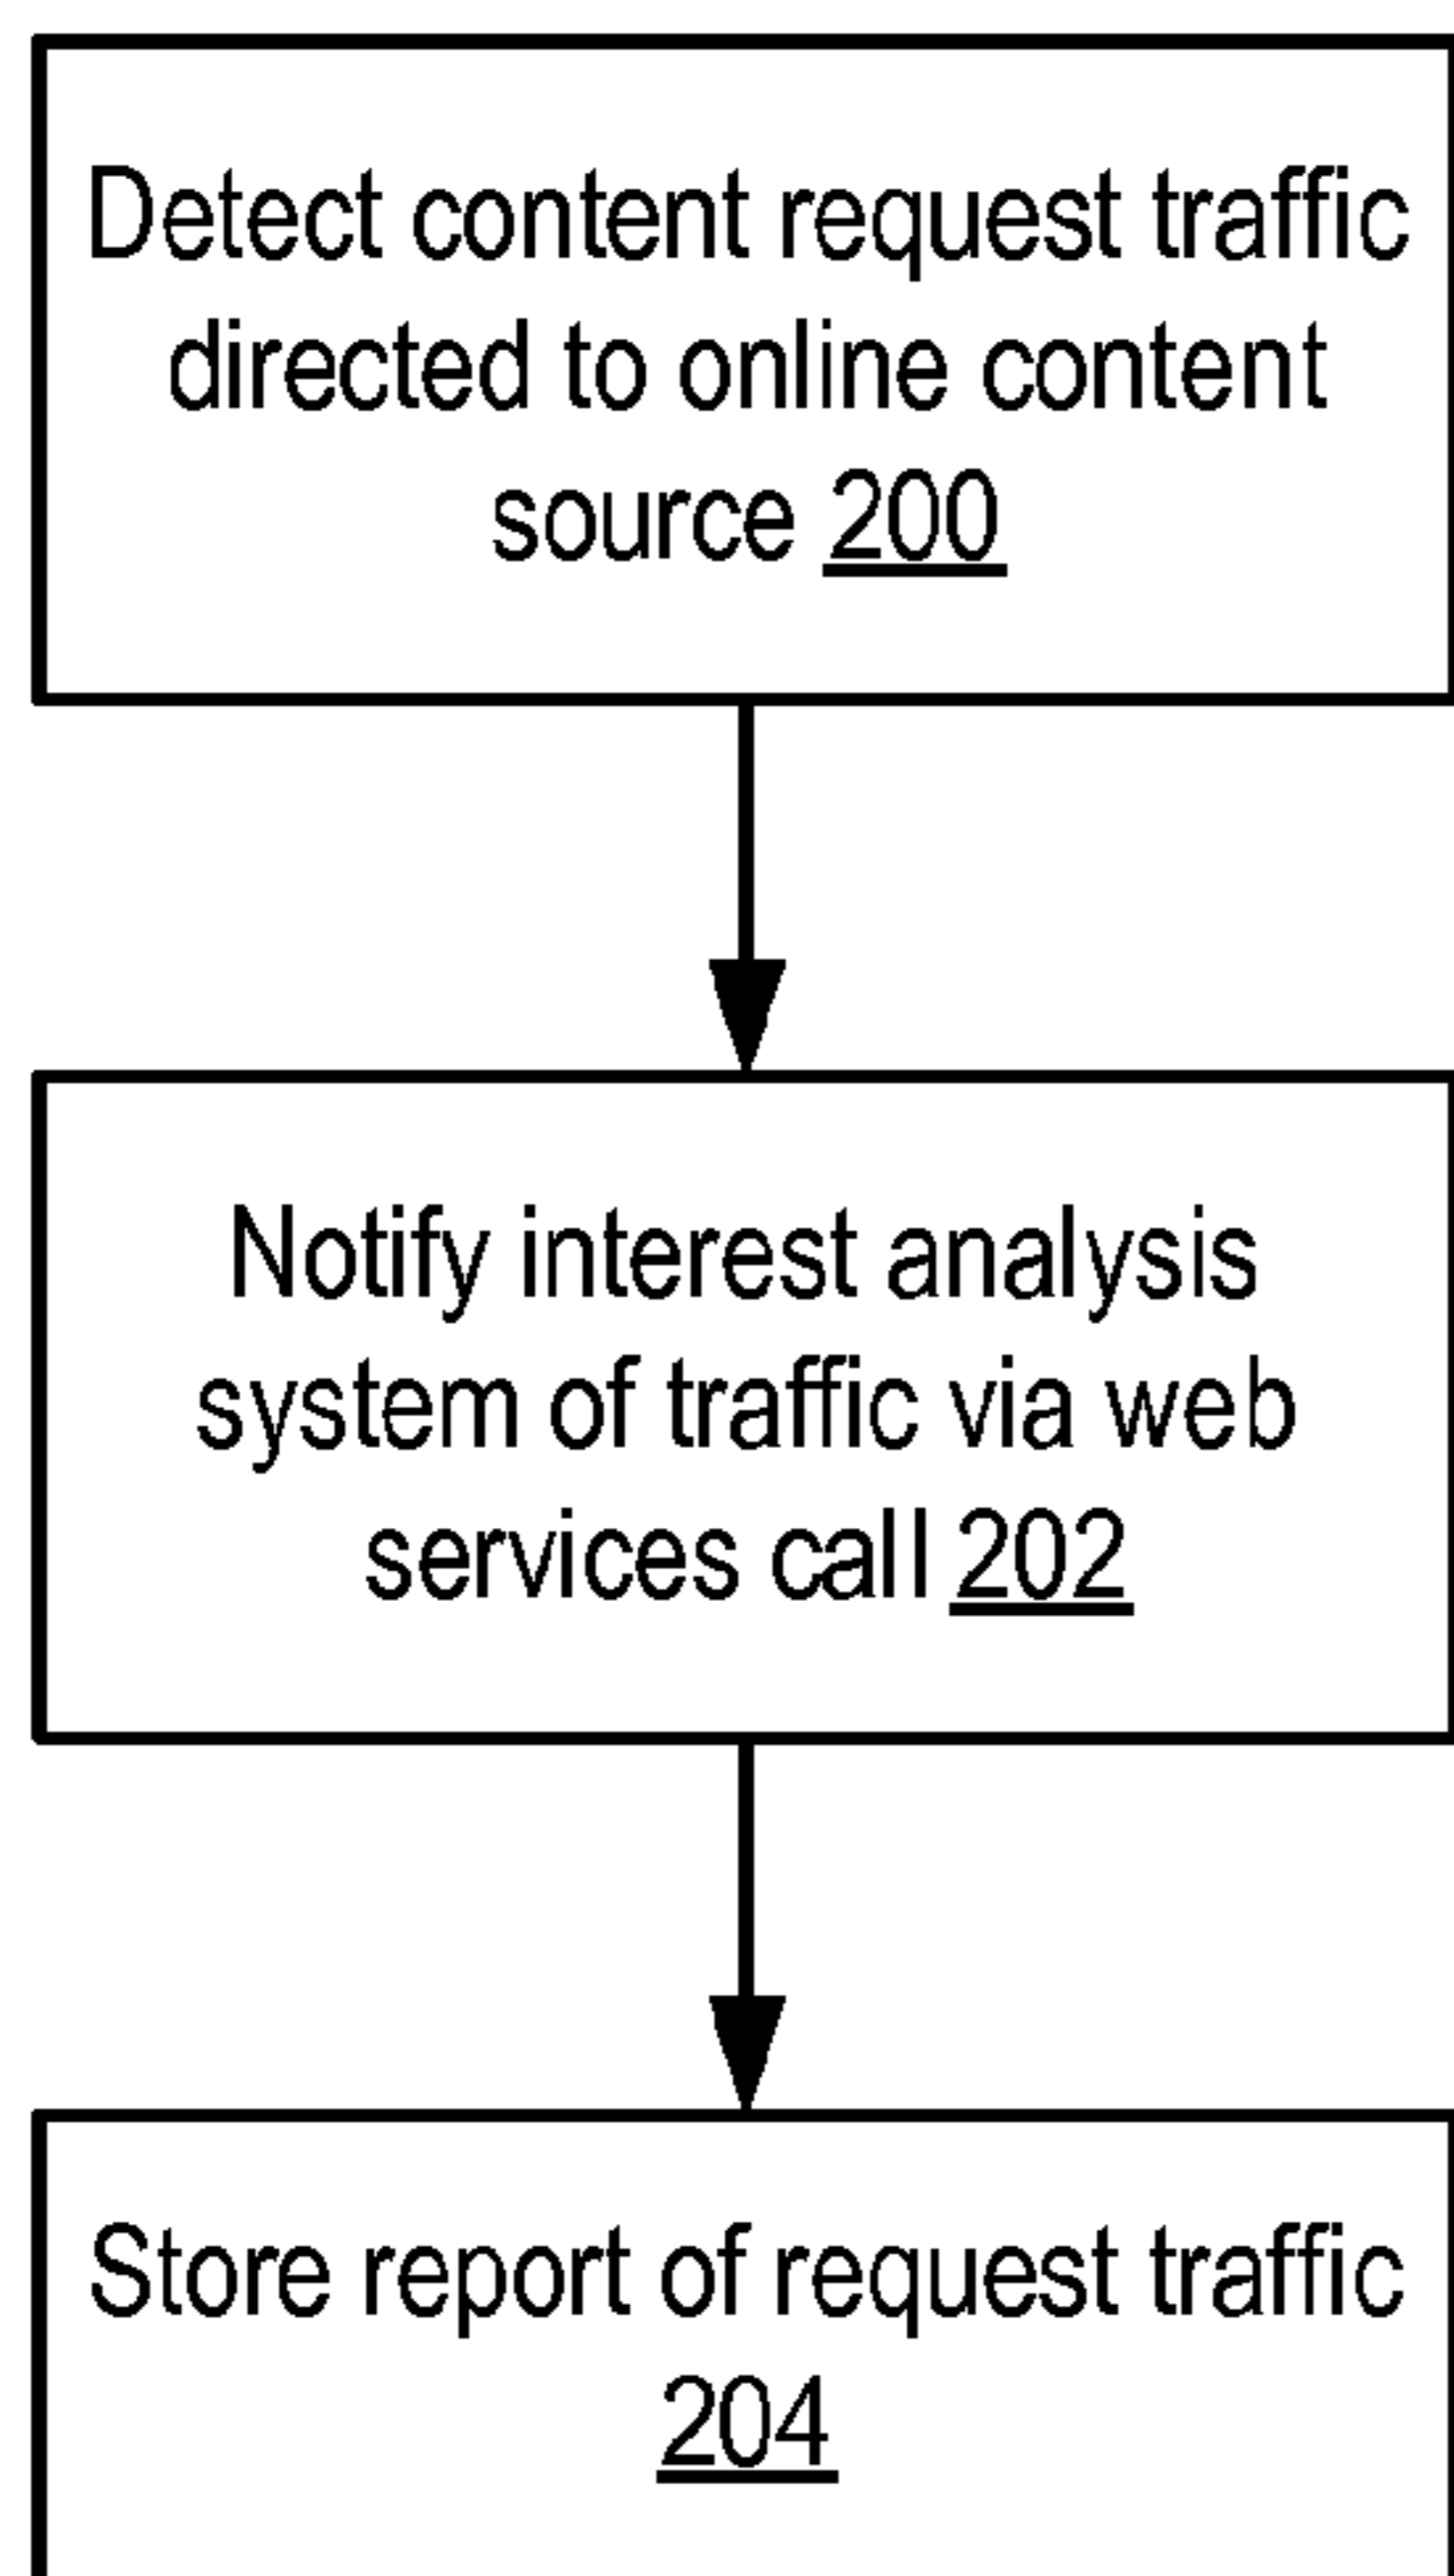 Detect content request traffic
directed to online content
source 200
Notify interest analysis
system of traffic via web
services call 202
Store report of request traffic
204